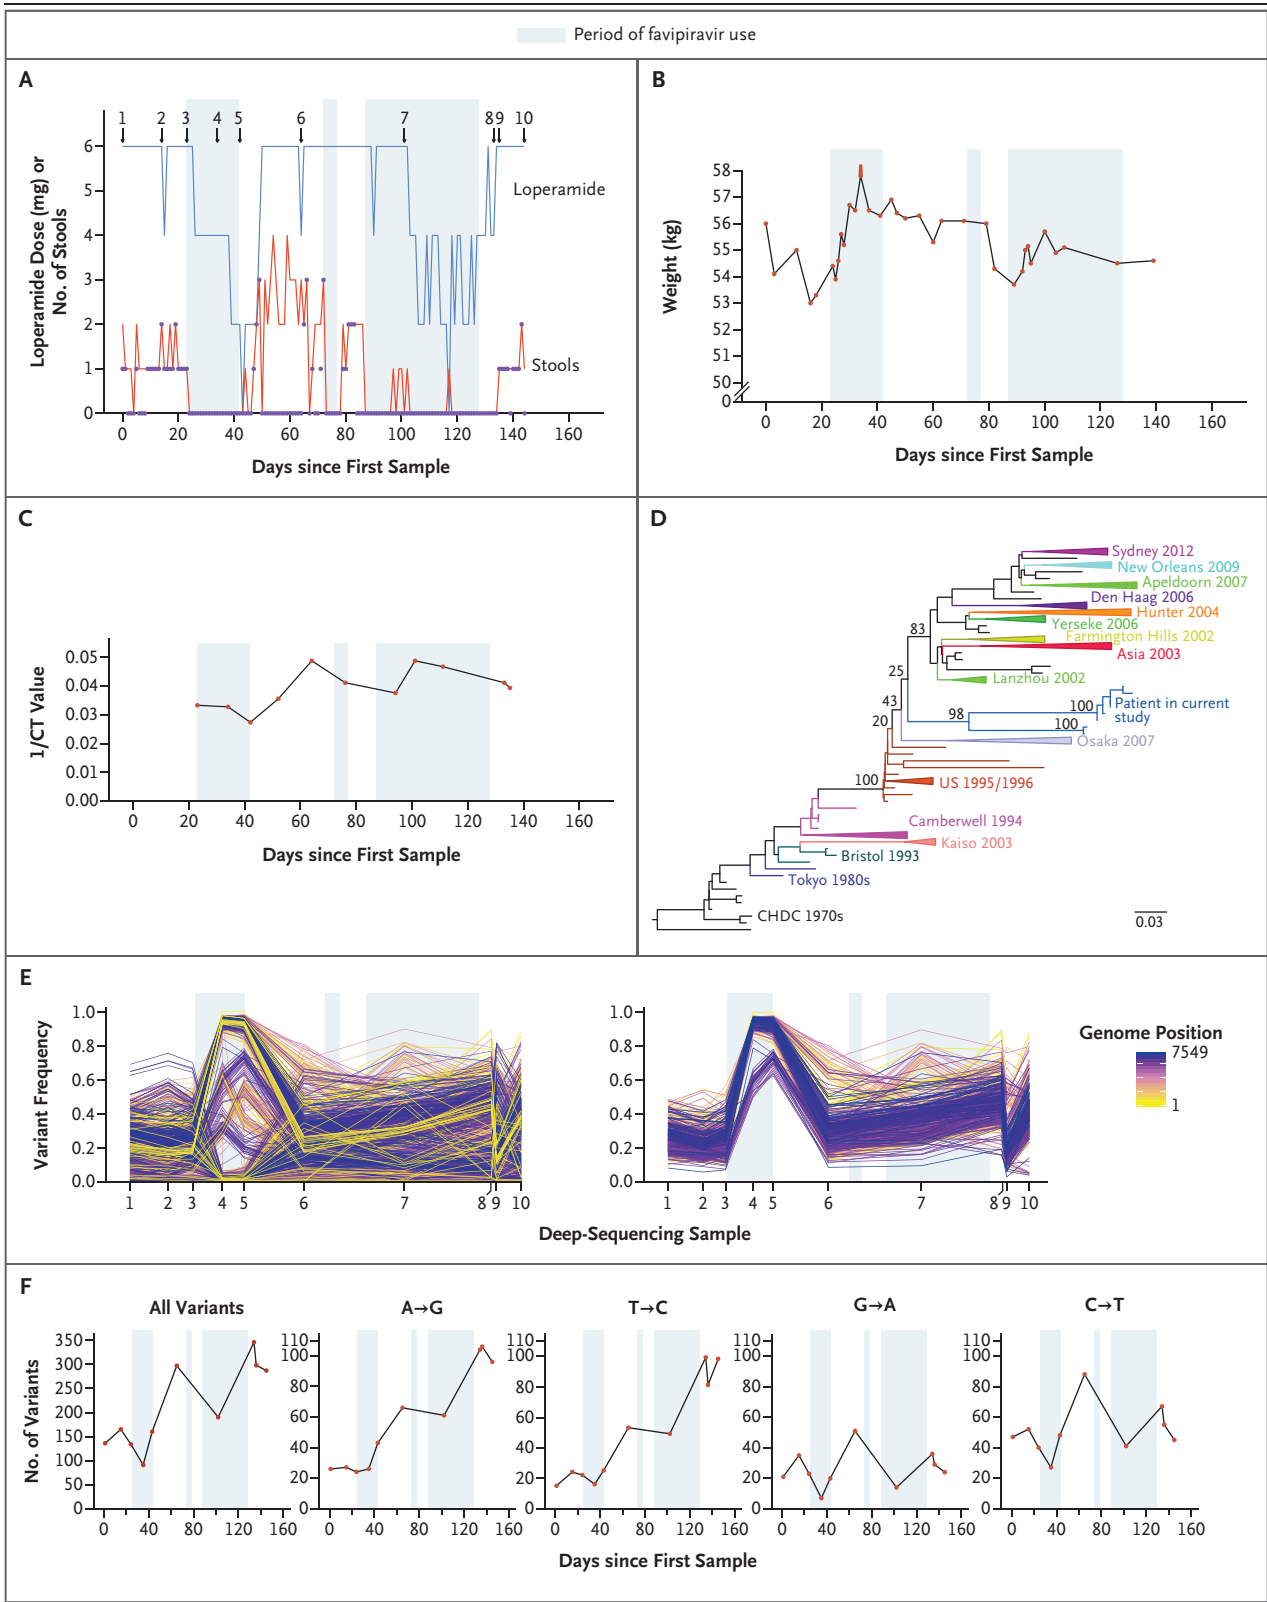 Period of favipiravir use
A
1 2 3 4 5 6 7 8 9 10
Loperamide Dose (mg) or
No. of Stools
6
5
4
3
2
1
0
Loperamide
Stools
0 20 40 60 80 100 120 140 160
Days since First Sample
B
Weight (kg)
58
57
56
55
54
53
52
51
50
0
0 20 40 60 80 100 120 140 160
Days since First Sample
C
1/CT Value
0.05
0.04
0.03
0.02
0.01
0.00
0 20 40 60 80 100 120 140 160
Days since First Sample
D
Sydney 2012
New Orleans 2009
Apeldoorn 2007
Den Haag 2006
Hunter 2004
Yerseke 2006
83
Farmington Hills 2002
Asia 2003
25
Lanzhou 2002
43
98
100
Patient in current
study
20
100
Osaka 2007
100
US 1995/1996
Camberwell 1994
Kaiso 2003
Bristol 1993
Tokyo 1980s
CHDC 1970s
0.03
E
Variant Frequency
1.0
0.8
0.6
0.4
0.2
0.0
1 2 3 4 5 6 7 8 9 10
1.0
0.8
0.6
0.4
0.2
0.0
1 2 3 4 5 6 7 8 9 10
Deep-Sequencing Sample
Genome Position
7549
1
F
No. of Variants
All Variants
350
300
250
200
150
100
50
0
0 40 80 120 160
A→G
110
100
80
60
40
20
0
0 40 80 120 160
T→C
110
100
80
60
40
20
0
0 40 80 120 160
G→A
110
100
80
60
40
20
0
0 40 80 120 160
C→T
110
100
80
60
40
20
0
0 40 80 120 160
Days since First Sample